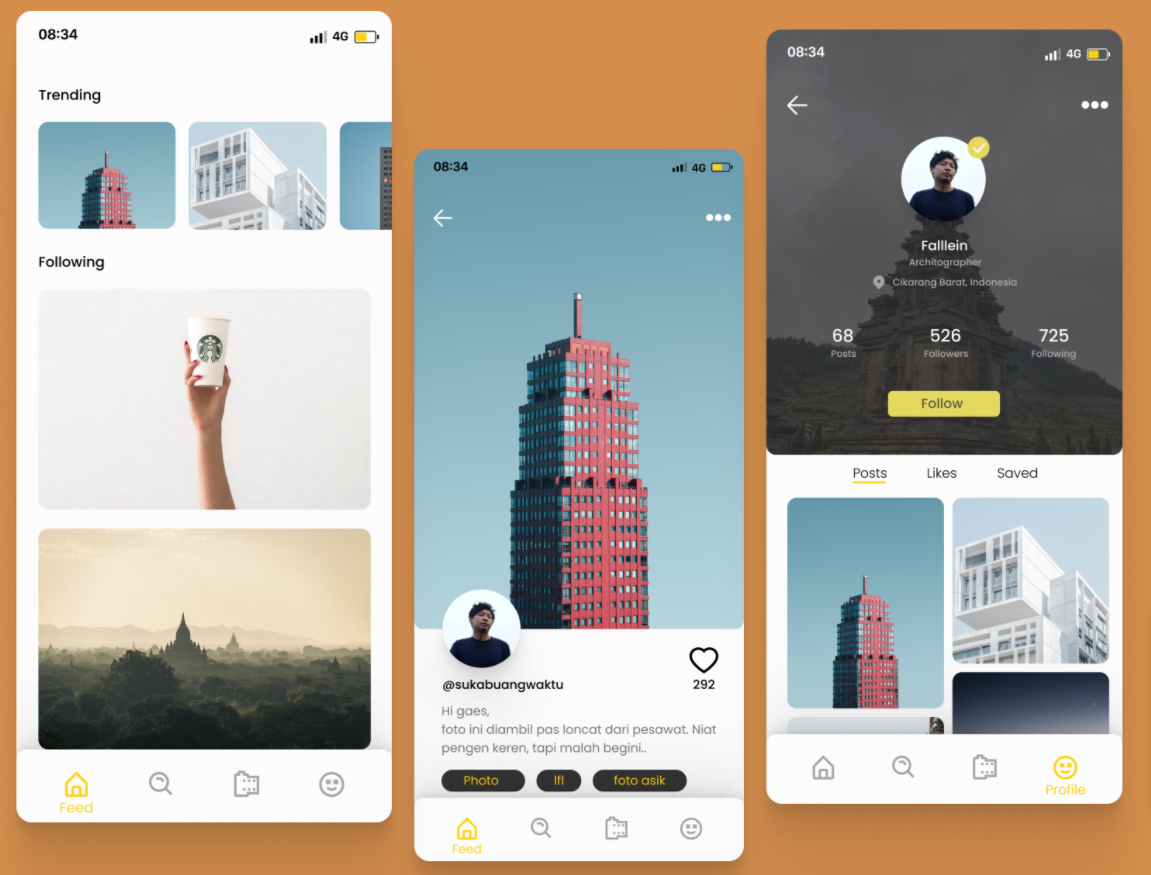 08:34
4G
Trending
Following
Feed
08:34
4G
@sukabuangwaktu
292
Hi gaes,
foto ini diambil pas loncat dari pesawat. Niat
pengen keren, tapi malah begini..
Photo
lfl
foto asik
Feed
08:34
4G
Falllein
Architographer
Cikarang Barat, Indonesia
68
526
725
Posts
Followers
Following
Follow
Posts
Likes
Saved
Profile